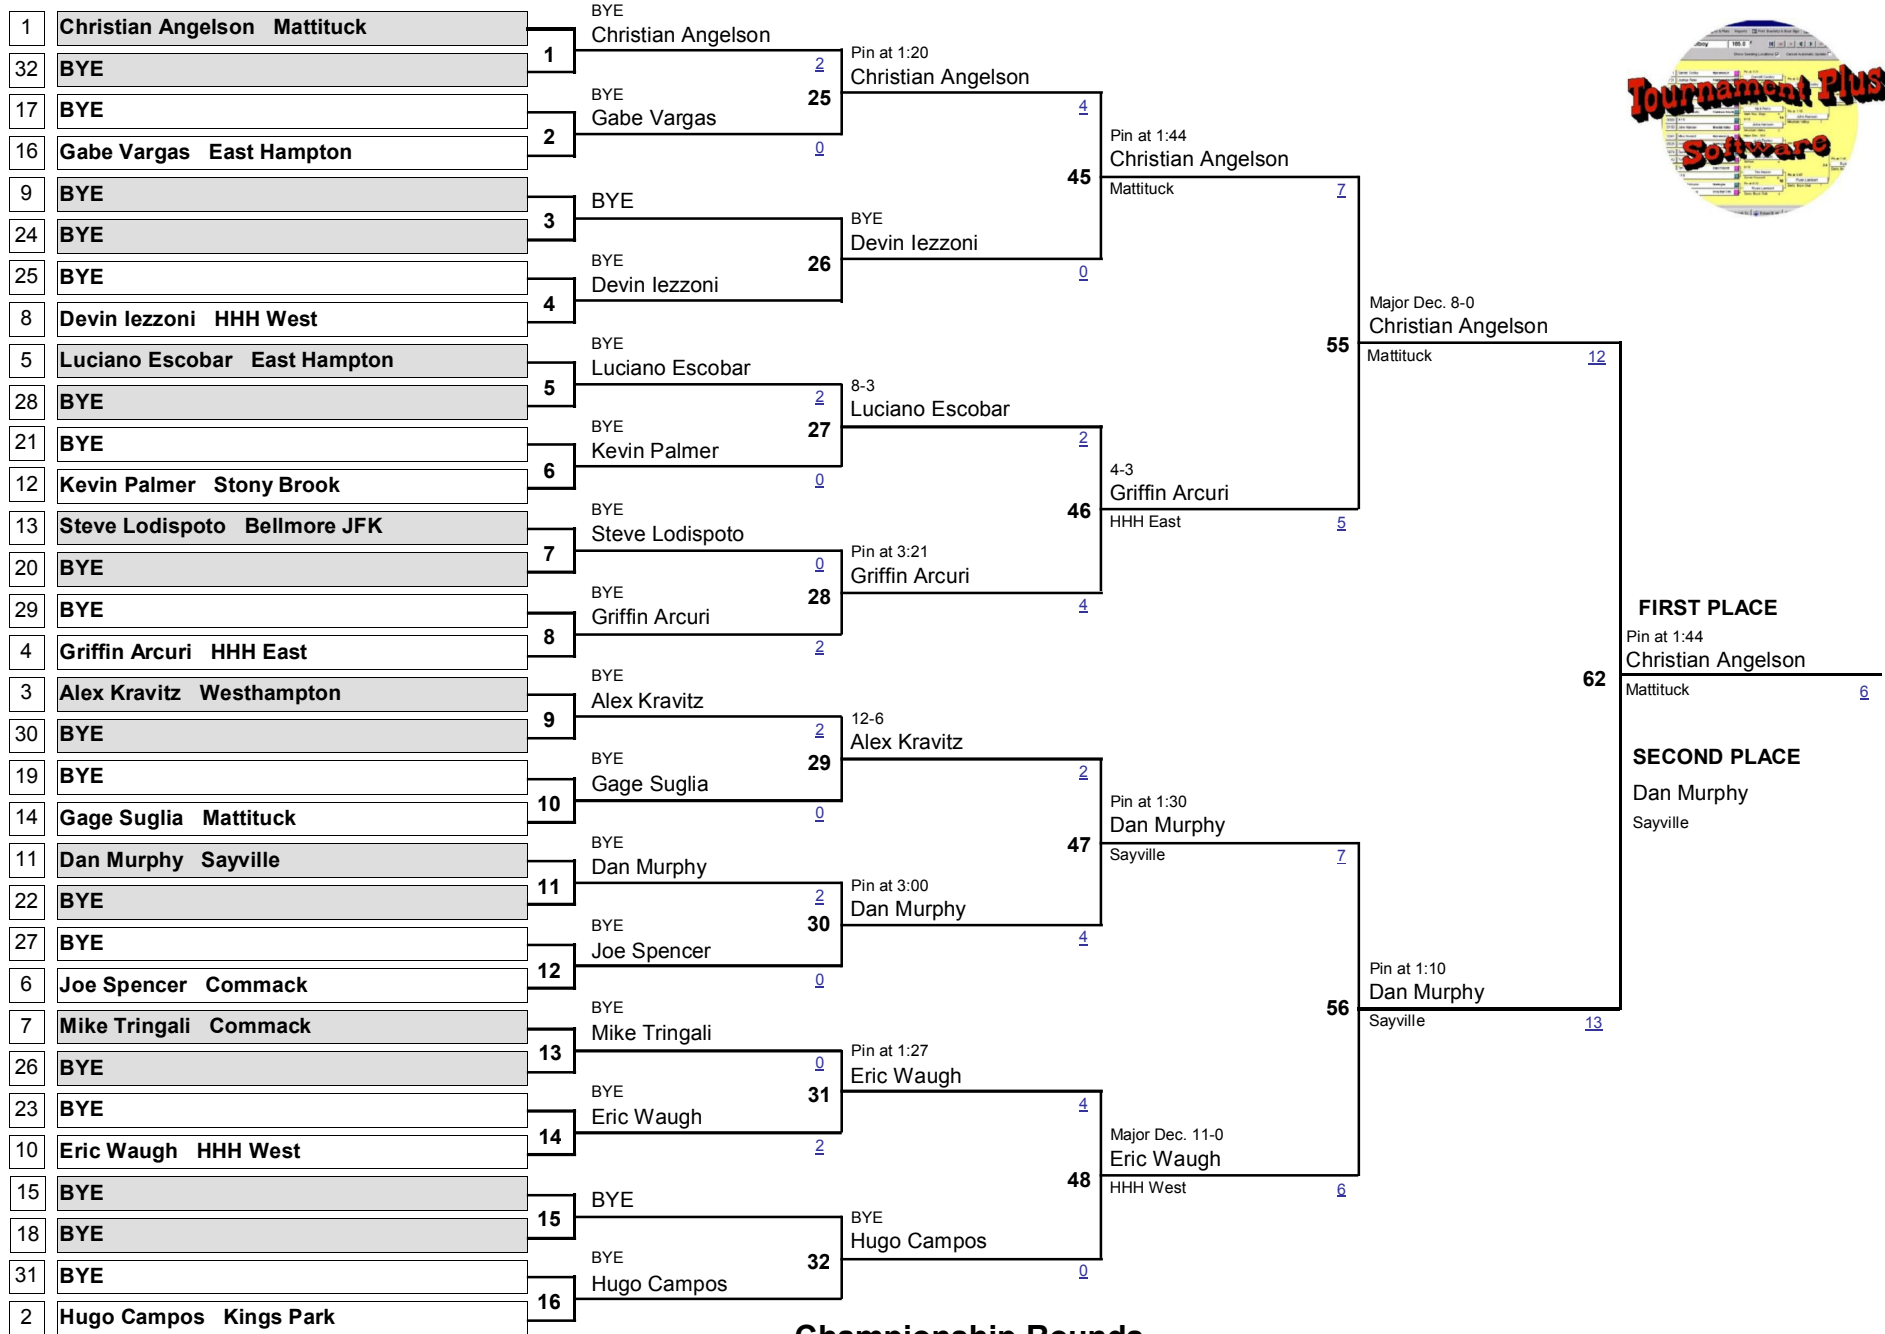 1 Christian Angelson Mattituck
32 BYE
17 BYE
16 Gabe Vargas East Hampton
9 BYE
24 BYE
25 BYE
8 Devin Iezzoni HHH West
5 Luciano Escobar East Hampton
28 BYE
21 BYE
12 Kevin Palmer Stony Brook
13 Steve Lodispoto Bellmore JFK
20 BYE
29 BYE
4 Griffin Arcuri HHH East
3 Alex Kravitz Westhampton
30 BYE
19 BYE
14 Gage Suglia Mattituck
11 Dan Murphy Sayville
22 BYE
27 BYE
6 Joe Spencer Commack
7 Mike Tringali Commack
26 BYE
23 BYE
10 Eric Waugh HHH West
15 BYE
18 BYE
31 BYE
2 Hugo Campos Kings Park
BYE
1 Christian Angelson
2
BYE
2 Gabe Vargas
0
3 BYE
BYE
4 Devin Iezzoni
BYE
5 Luciano Escobar
2
BYE
6 Kevin Palmer
0
BYE
7 Steve Lodispoto
0
BYE
8 Griffin Arcuri
2
BYE
9 Alex Kravitz
2
BYE
10 Gage Suglia
0
BYE
11 Dan Murphy
2
BYE
12 Joe Spencer
0
BYE
13 Mike Tringali
0
BYE
14 Eric Waugh
2
15 BYE
BYE
16 Hugo Campos
Pin at 1:20
Christian Angelson
25
4
BYE
Devin Iezzoni
26
0
8-3
Luciano Escobar
27
2
Pin at 3:21
Griffin Arcuri
28
4
12-6
Alex Kravitz
29
2
Pin at 3:00
Dan Murphy
30
4
Pin at 1:27
Eric Waugh
31
4
BYE
Hugo Campos
32
0
Pin at 1:44
Christian Angelson
45
Mattituck 7
4-3
Griffin Arcuri
46
HHH East 5
Pin at 1:30
Dan Murphy
47
Sayville 7
Major Dec. 11-0
Eric Waugh
48
HHH West 6
Major Dec. 8-0
Christian Angelson
55
Mattituck 12
Pin at 1:10
Dan Murphy
56
Sayville 13
FIRST PLACE
Pin at 1:44
Christian Angelson
62
Mattituck 6
SECOND PLACE
Dan Murphy
Sayville
Tournament Plus
Software
Championship Rounds